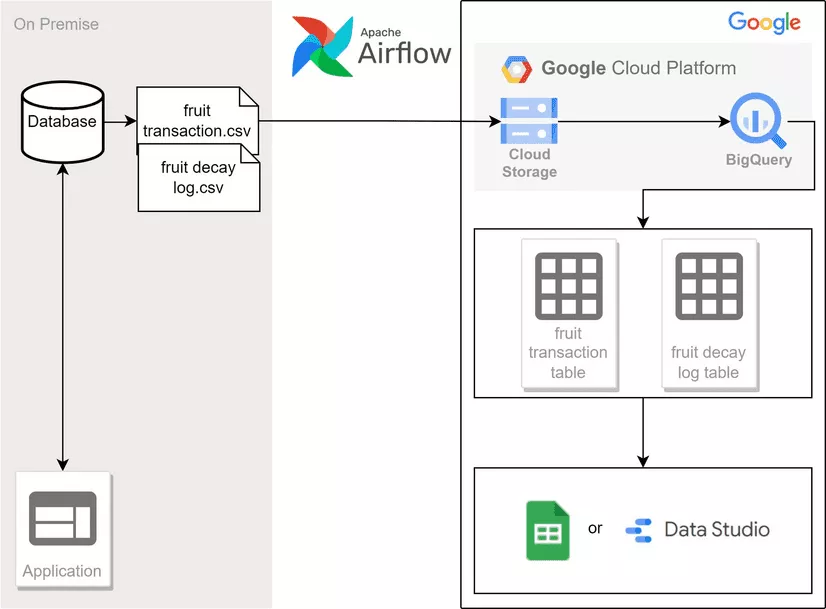 On Premise
Database
fruit
transaction.csv
fruit decay
log.csv
Application
Apache
Airflow
Google
Google Cloud Platform
Cloud
Storage
BigQuery
fruit
transaction
table
fruit decay
log table
or
Data Studio